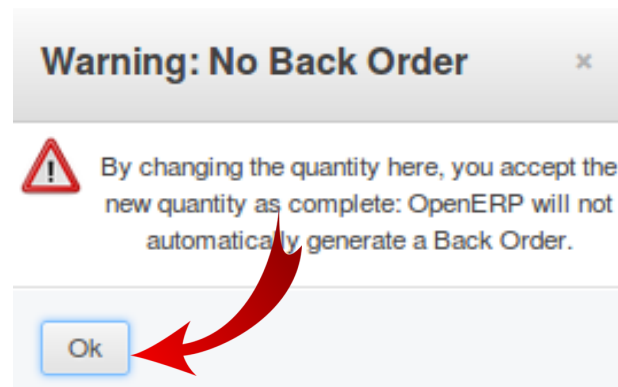 Warning: No Back Order
×
By changing the quantity here, you accept the
new quantity as complete: OpenERP will not
automatically generate a Back Order.
Ok